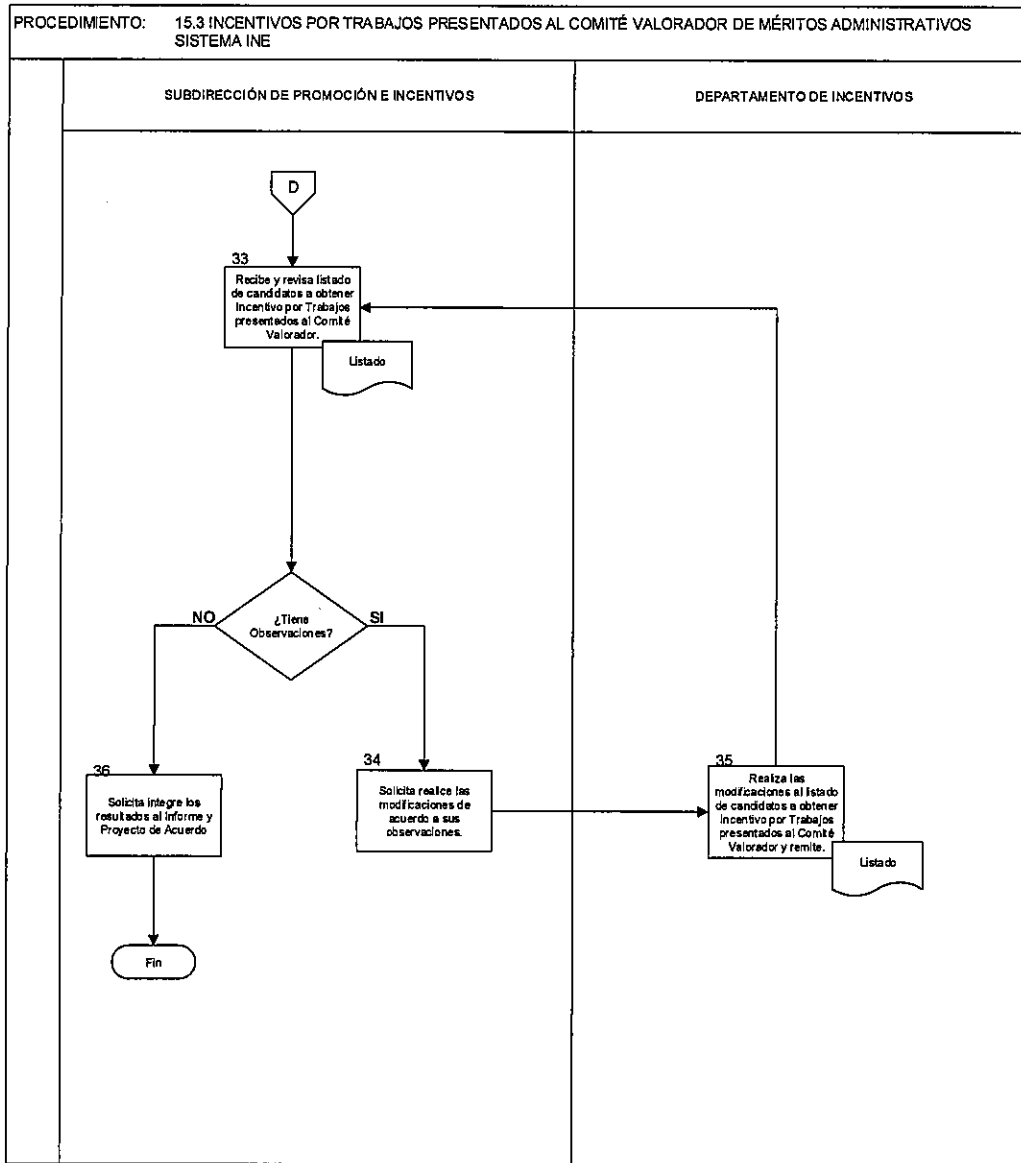 PROCEDIMIENTO: 15.3 INCENTIVOS POR TRABAJOS PRESENTADOS AL COMITÉ VALORADOR DE MÉRITOS ADMINISTRATIVOS
SISTEMA INE
SUBDIRECCIÓN DE PROMOCIÓN E INCENTIVOS
DEPARTAMENTO DE INCENTIVOS
D
33
Recibe y revisa listado
de candidatos a obtener
Incentivo por Trabajos
presentados al Comité
Valorador.
Listado
¿Tiene
Observaciones?
NO
SI
36
Solicita integre los
resultados al Informe y
Proyecto de Acuerdo
34
Solicita realice las
modificaciones de
acuerdo a sus
observaciones.
35
Realiza las
modificaciones al listado
de candidatos a obtener
Incentivo por Trabajos
presentados al Comité
Valorador y remite.
Listado
Fin